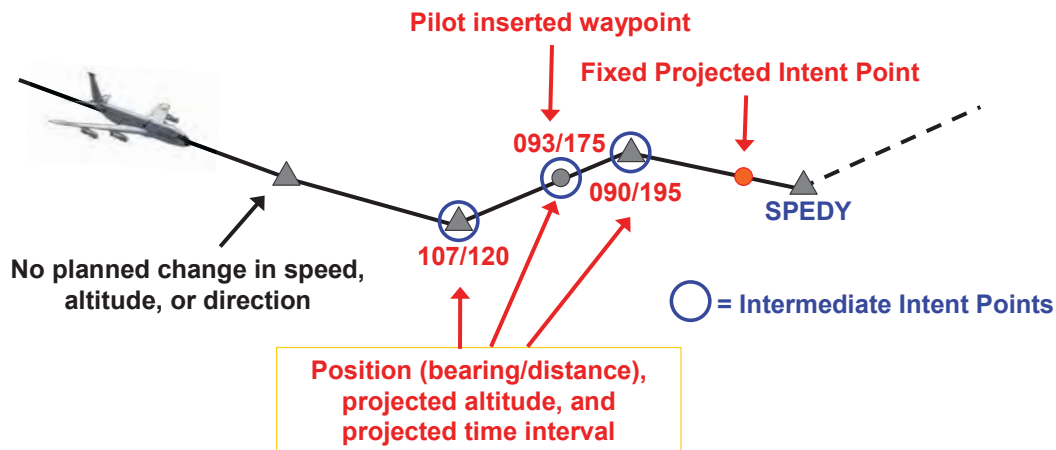 Pilot inserted waypoint
Fixed Projected Intent Point
093/175
090/195
SPEDY
107/120
No planned change in speed,
altitude, or direction
= Intermediate Intent Points
Position (bearing/distance),
projected altitude, and
projected time interval